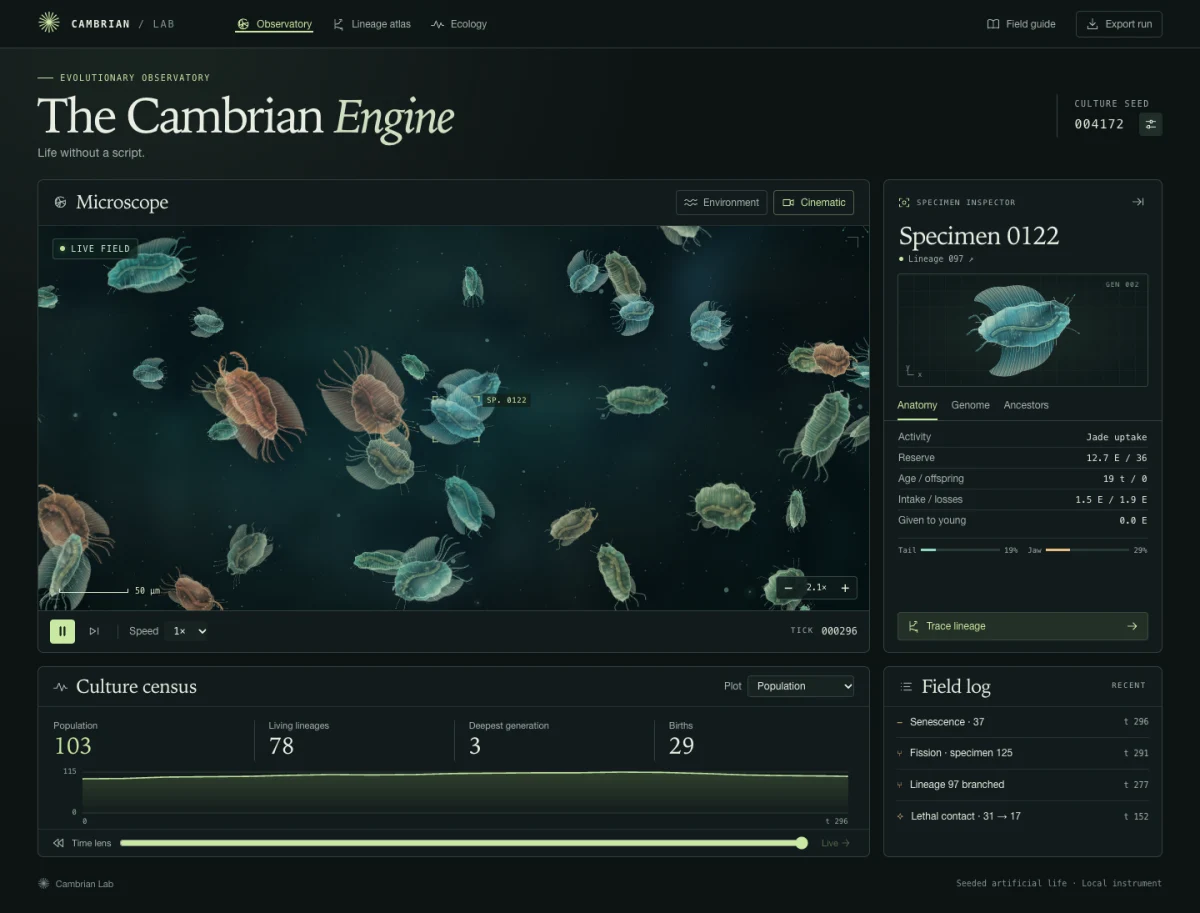 CAMBRIAN / LAB
Observatory
Lineage atlas
Ecology
Field guide
Export run
EVOLUTIONARY OBSERVATORY
The Cambrian Engine
Life without a script.
CULTURE SEED
004172
Microscope
Environment
Cinematic
LIVE FIELD
SP. 0122
50 µm
− 2.1× +
Speed 1×
TICK 000296
SPECIMEN INSPECTOR
Specimen 0122
Lineage 097 ↗
GEN 002
Y
x
Anatomy Genome Ancestors
Activity Jade uptake
Reserve 12.7 E / 36
Age / offspring 19 t / 0
Intake / losses 1.5 E / 1.9 E
Given to young 0.0 E
Tail 19% Jaw 29%
Trace lineage →
Culture census
Plot Population
Population
103
Living lineages
78
Deepest generation
3
Births
29
115
0
0
t 296
Time lens
Live →
Field log
RECENT
Senescence · 37 t 296
Fission · specimen 125 t 291
Lineage 97 branched t 277
Lethal contact · 31 → 17 t 152
Cambrian Lab
Seeded artificial life · Local instrument